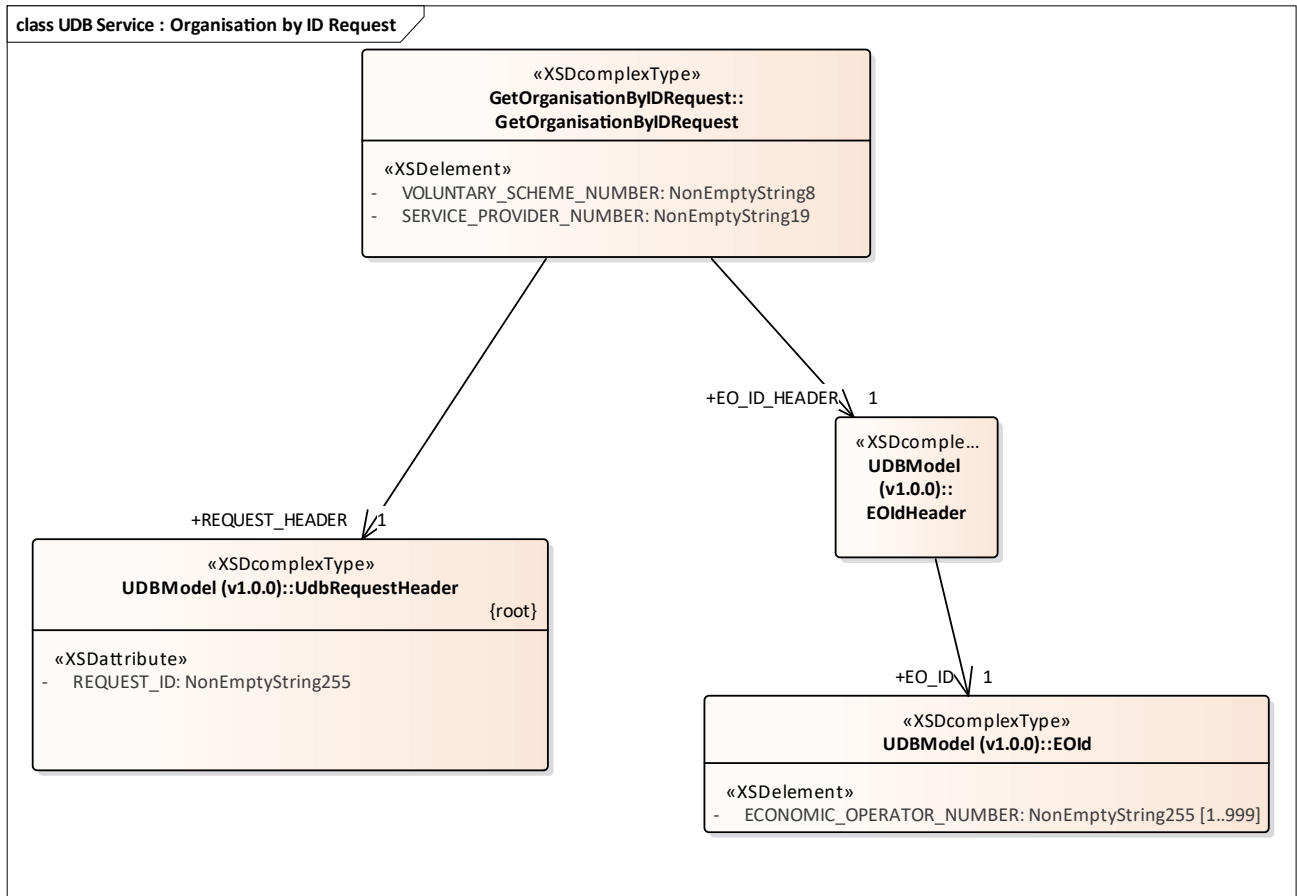 class UDB Service : Organisation by ID Request
«XSDcomplexType»
GetOrganisationByIDRequest::
GetOrganisationByIDRequest
«XSDelement»
- VOLUNTARY_SCHEME_NUMBER: NonEmptyString8
- SERVICE_PROVIDER_NUMBER: NonEmptyString19
+EO_ID_HEADER 1
«XSDcomple...
UDBModel
(v1.0.0)::
EOIdHeader
+REQUEST_HEADER 1
«XSDcomplexType»
UDBModel (v1.0.0)::UdbRequestHeader
{root}
«XSDattribute»
- REQUEST_ID: NonEmptyString255
+EO_ID 1
«XSDcomplexType»
UDBModel (v1.0.0)::EOId
«XSDelement»
- ECONOMIC_OPERATOR_NUMBER: NonEmptyString255 [1..999]